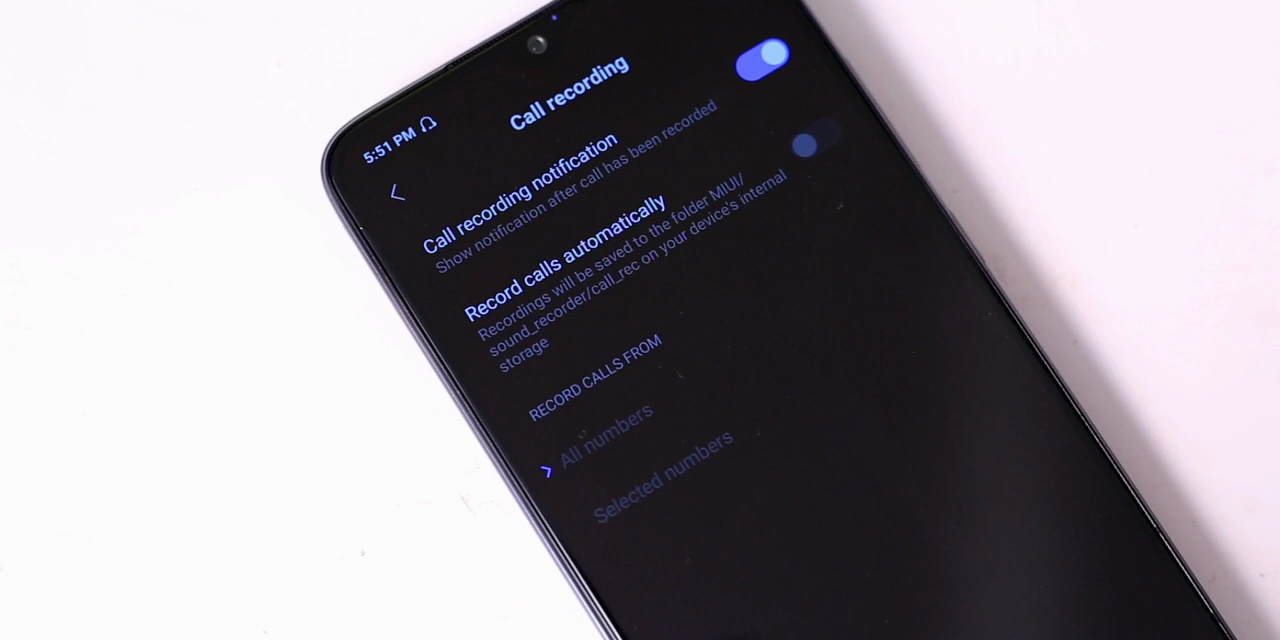 5:51 PM
Call recording
Call recording notification
Show notification after call has been recorded
Record calls automatically
Recordings will be saved to the folder MIUI/
sound_recorder/call_rec on your device's internal
storage
RECORD CALLS FROM
All numbers
Selected numbers